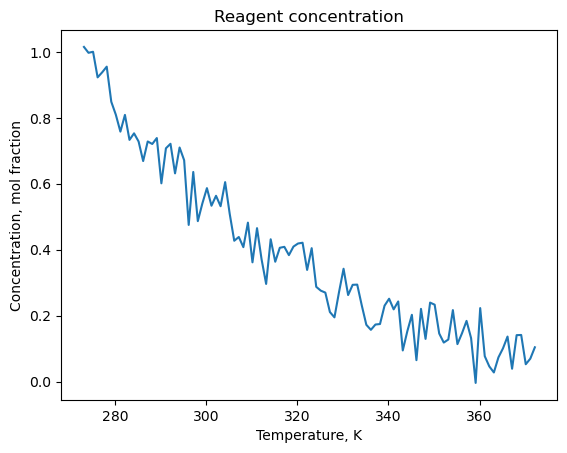 Reagent concentration
1.0
0.8
0.6
0.4
0.2
0.0
Concentration, mol fraction
280 300 320 340 360
Temperature, K